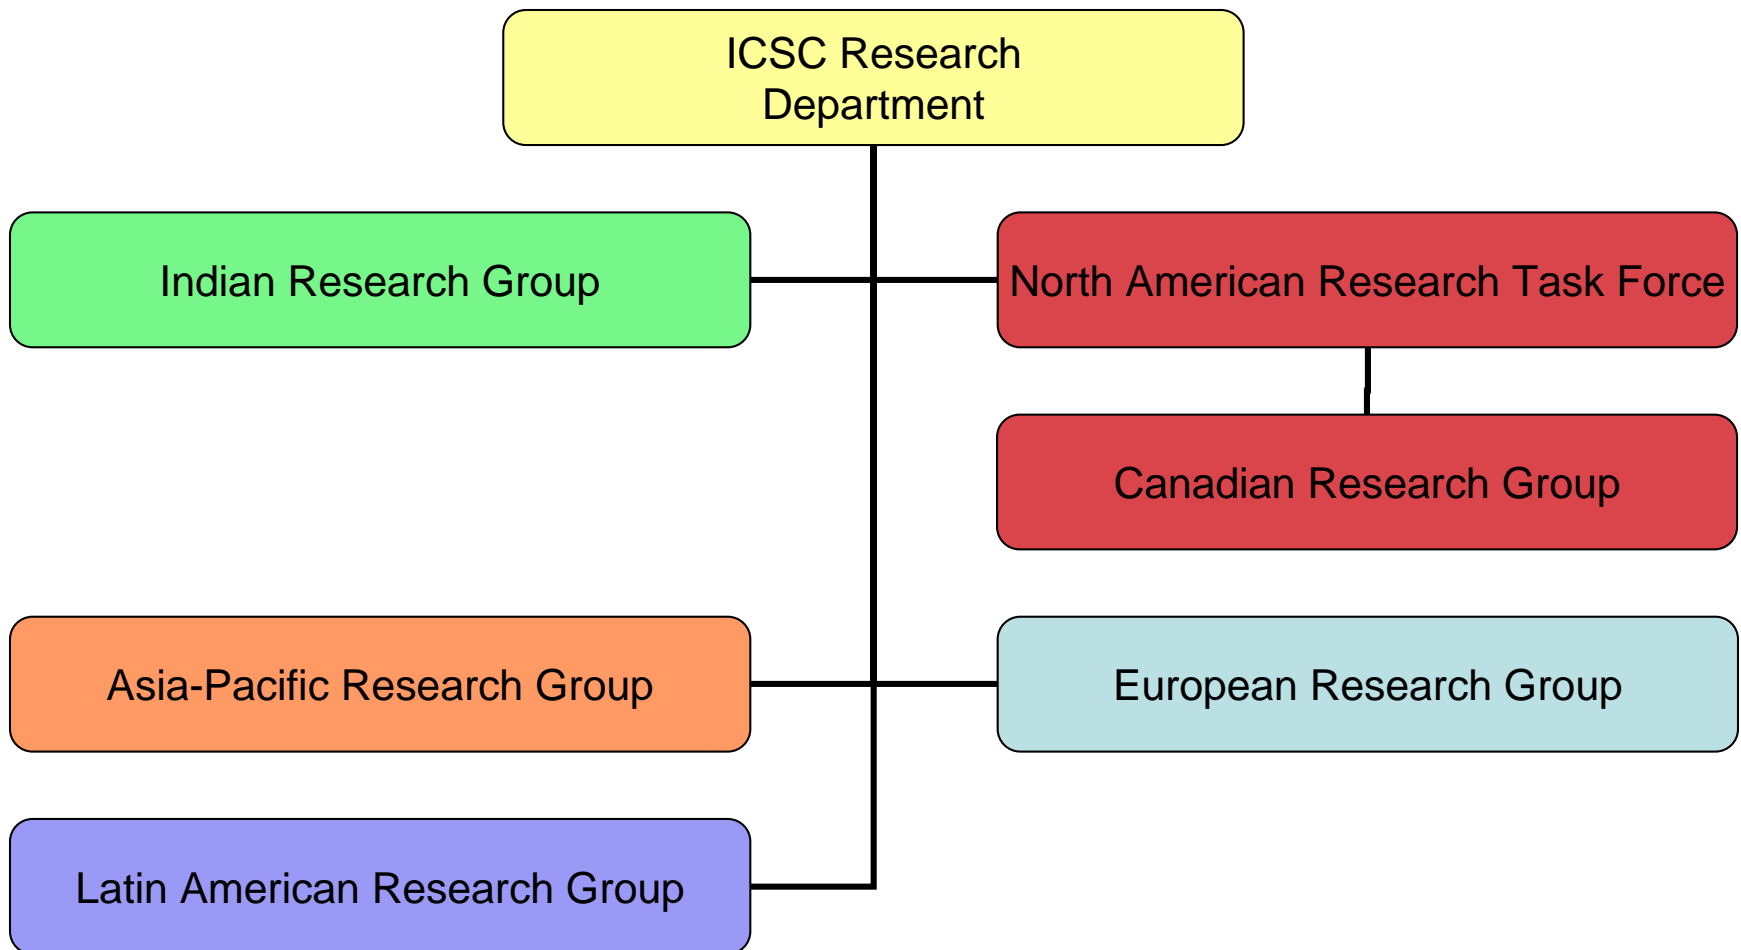 ICSC Research
Department
Indian Research Group
North American Research Task Force
Canadian Research Group
Asia-Pacific Research Group
European Research Group
Latin American Research Group